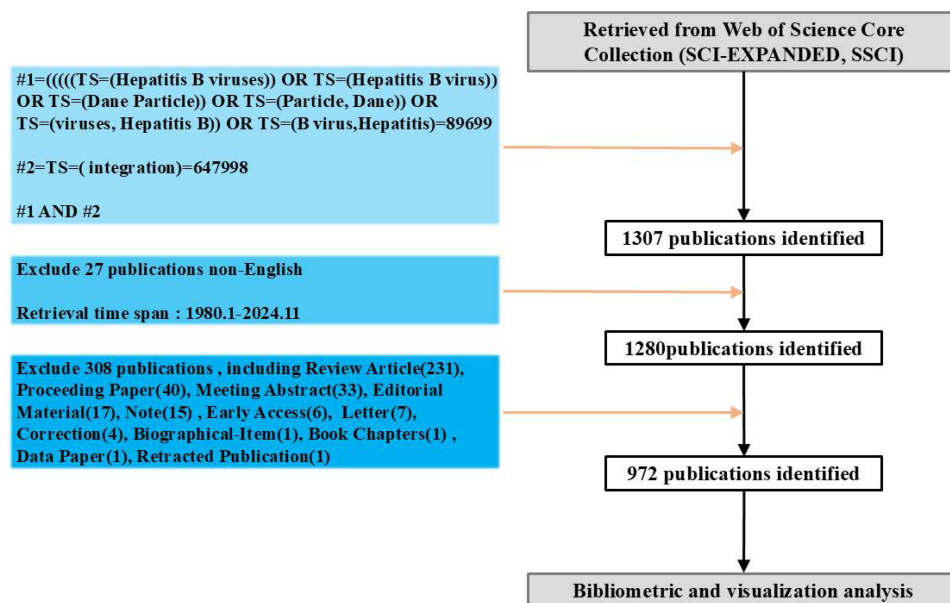 Retrieved from Web of Science Core
Collection (SCI-EXPANDED, SSCI)
#1=(((((TS=(Hepatitis B viruses)) OR TS=(Hepatitis B virus))
OR TS=(Dane Particle)) OR TS=(Particle, Dane)) OR
TS=(viruses, Hepatitis B)) OR TS=(B virus,Hepatitis)=89699
#2=TS=( integration)=647998
#1 AND #2
1307 publications identified
Exclude 27 publications non-English
Retrieval time span : 1980.1-2024.11
1280publications identified
Exclude 308 publications , including Review Article(231),
Proceeding Paper(40), Meeting Abstract(33), Editorial
Material(17), Note(15) , Early Access(6), Letter(7),
Correction(4), Biographical-Item(1), Book Chapters(1) ,
Data Paper(1), Retracted Publication(1)
972 publications identified
Bibliometric and visualization analysis